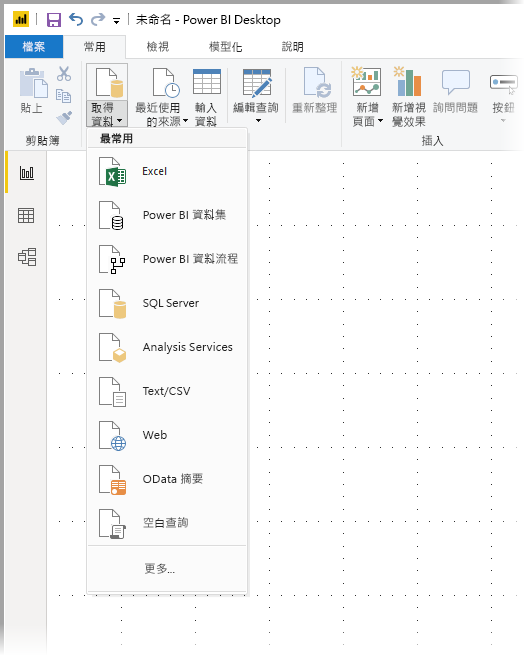 未命名 - Power BI Desktop
檔案 常用 檢視 模型化 說明
貼上
取得
資料
最近使用
的來源
輸入
資料
編輯查詢
重新整理
新增
頁面
新增視
覺效果
詢問問題
按鈕
剪貼簿 插入
最常用
Excel
Power BI 資料集
Power BI 資料流程
SQL Server
Analysis Services
Text/CSV
Web
OData 摘要
空白查詢
更多...